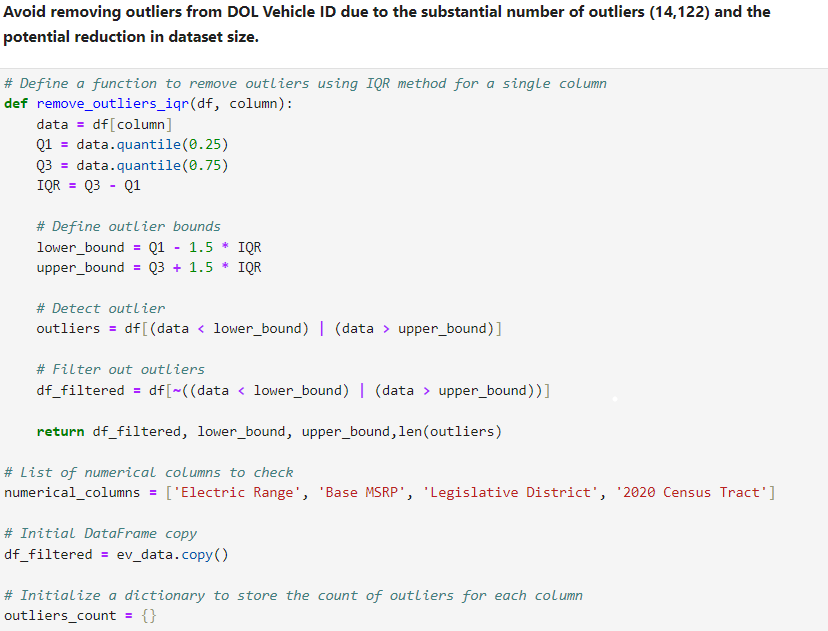 Avoid removing outliers from DOL Vehicle ID due to the substantial number of outliers (14,122) and the
potential reduction in dataset size.
# Define a function to remove outliers using IQR method for a single column
def remove_outliers_iqr(df, column):
    data = df[column]
    Q1 = data.quantile(0.25)
    Q3 = data.quantile(0.75)
    IQR = Q3 - Q1
    # Define outlier bounds
    lower_bound = Q1 - 1.5 * IQR
    upper_bound = Q3 + 1.5 * IQR
    # Detect outlier
    outliers = df[(data < lower_bound) | (data > upper_bound)]
    # Filter out outliers
    df_filtered = df[~((data < lower_bound) | (data > upper_bound))]
    return df_filtered, lower_bound, upper_bound,len(outliers)
# List of numerical columns to check
numerical_columns = ['Electric Range', 'Base MSRP', 'Legislative District', '2020 Census Tract']
# Initial DataFrame copy
df_filtered = ev_data.copy()
# Initialize a dictionary to store the count of outliers for each column
outliers_count = {}